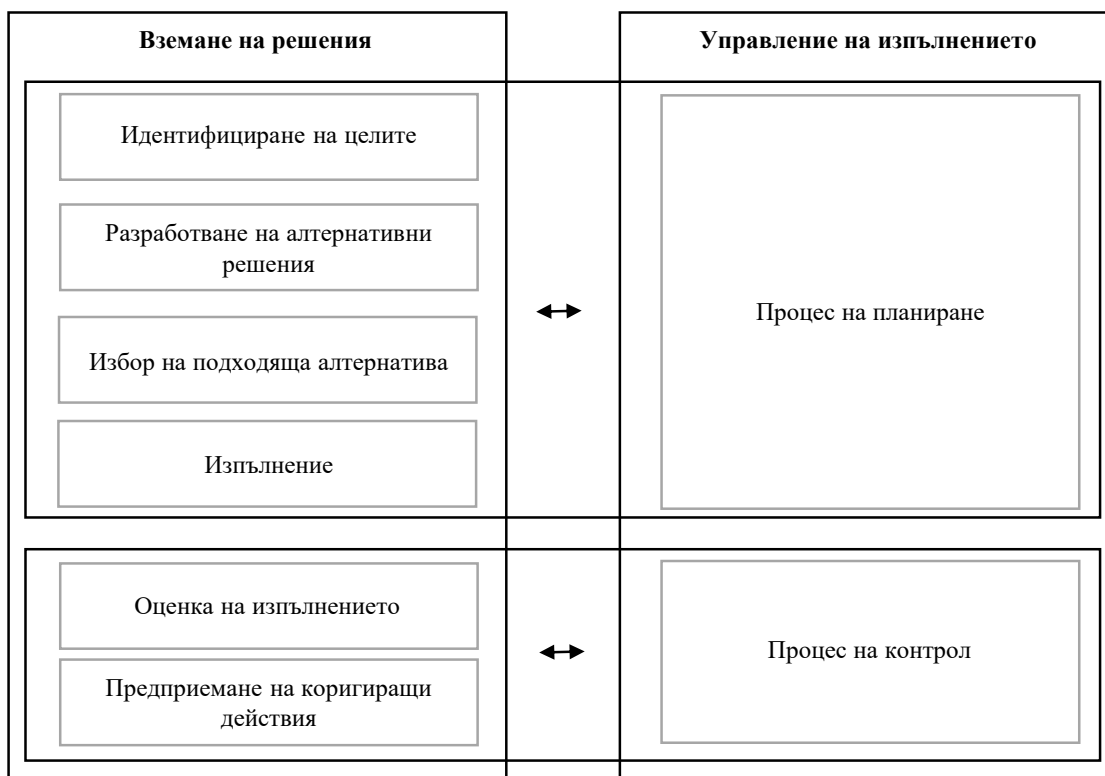 Вземане на решения
Управление на изпълнението
Идентифициране на целите
Разработване на алтернативни
решения
Избор на подходяща алтернатива
Изпълнение
Процес на планиране
Оценка на изпълнението
Предприемане на коригиращи
действия
Процес на контрол